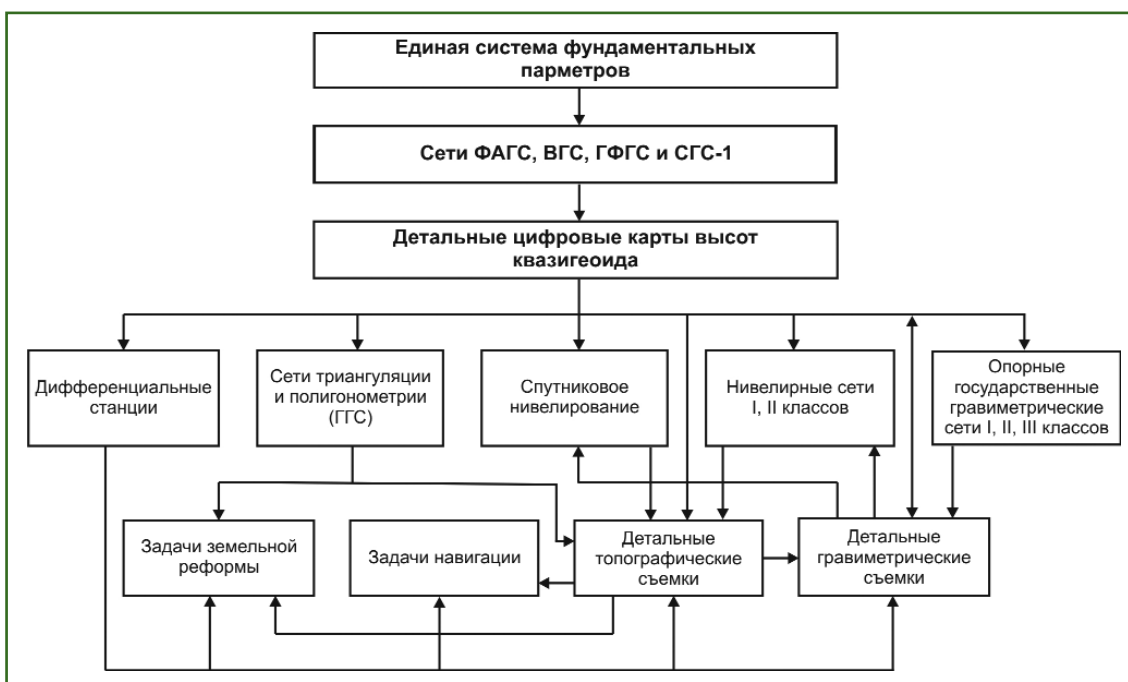 Единая система фундаментальных
парметров
Сети ФАГС, ВГС, ГФГС и СГС-1
Детальные цифровые карты высот
квазигеоида
Дифференциальные
станции
Сети триангуляции
и полигонометрии
(ГГС)
Спутниковое
нивелирование
Нивелирные сети
I, II классов
Опорные
государственные
гравиметрические
сети I, II, III классов
Задачи земельной
реформы
Задачи навигации
Детальные
топографические
съемки
Детальные
гравиметрические
съемки